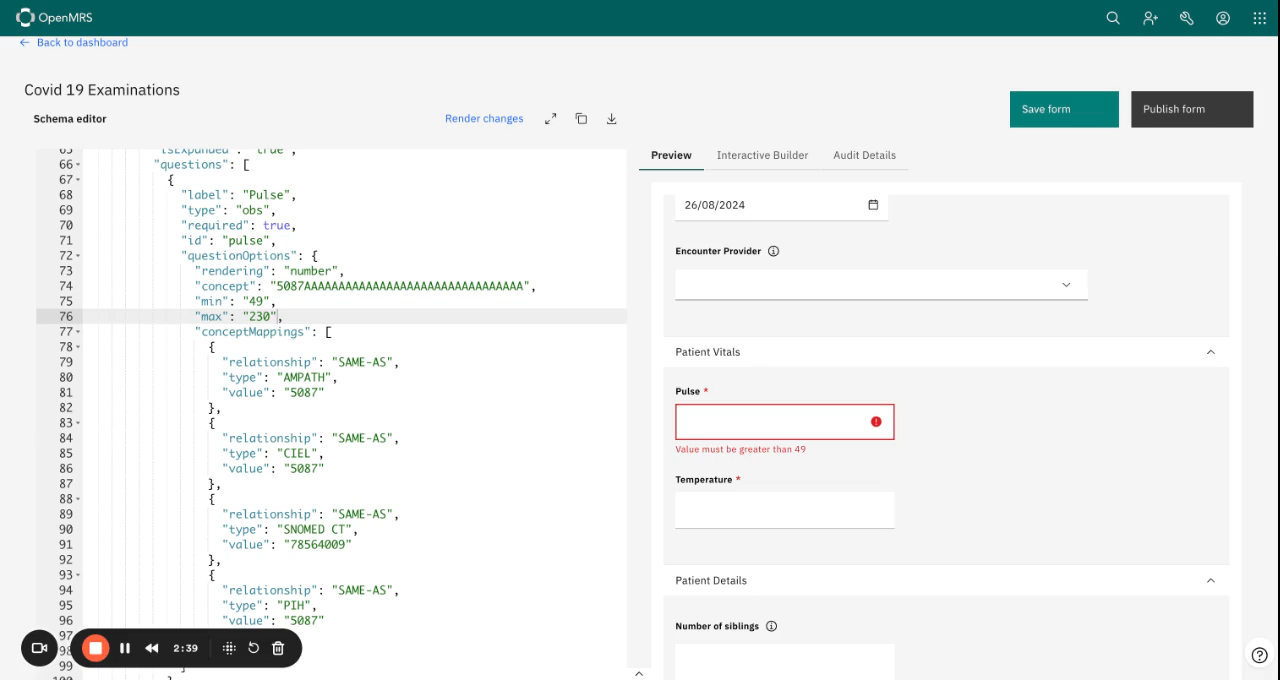 OpenMRS
Back to dashboard
Covid 19 Examinations
Save form
Publish form
Schema editor
Render changes
Preview
Interactive Builder
Audit Details
65 "isExpanded": "true",
66 "questions": [
67 {
68 "label": "Pulse",
69 "type": "obs",
70 "required": true,
71 "id": "pulse",
72 "questionOptions": {
73 "rendering": "number",
74 "concept": "5087AAAAAAAAAAAAAAAAAAAAAAAAAAAAAAAA",
75 "min": "49",
76 "max": "230",
77 "conceptMappings": [
78 {
79 "relationship": "SAME-AS",
80 "type": "AMPATH",
81 "value": "5087"
82 },
83 {
84 "relationship": "SAME-AS",
85 "type": "CIEL",
86 "value": "5087"
87 },
88 {
89 "relationship": "SAME-AS",
90 "type": "SNOMED CT",
91 "value": "78564009"
92 },
93 {
94 "relationship": "SAME-AS",
95 "type": "PIH",
96 "value": "5087"
97
98
99 ]
100
26/08/2024
Encounter Provider
Patient Vitals
Pulse *
Value must be greater than 49
Temperature *
Patient Details
Number of siblings
2:39